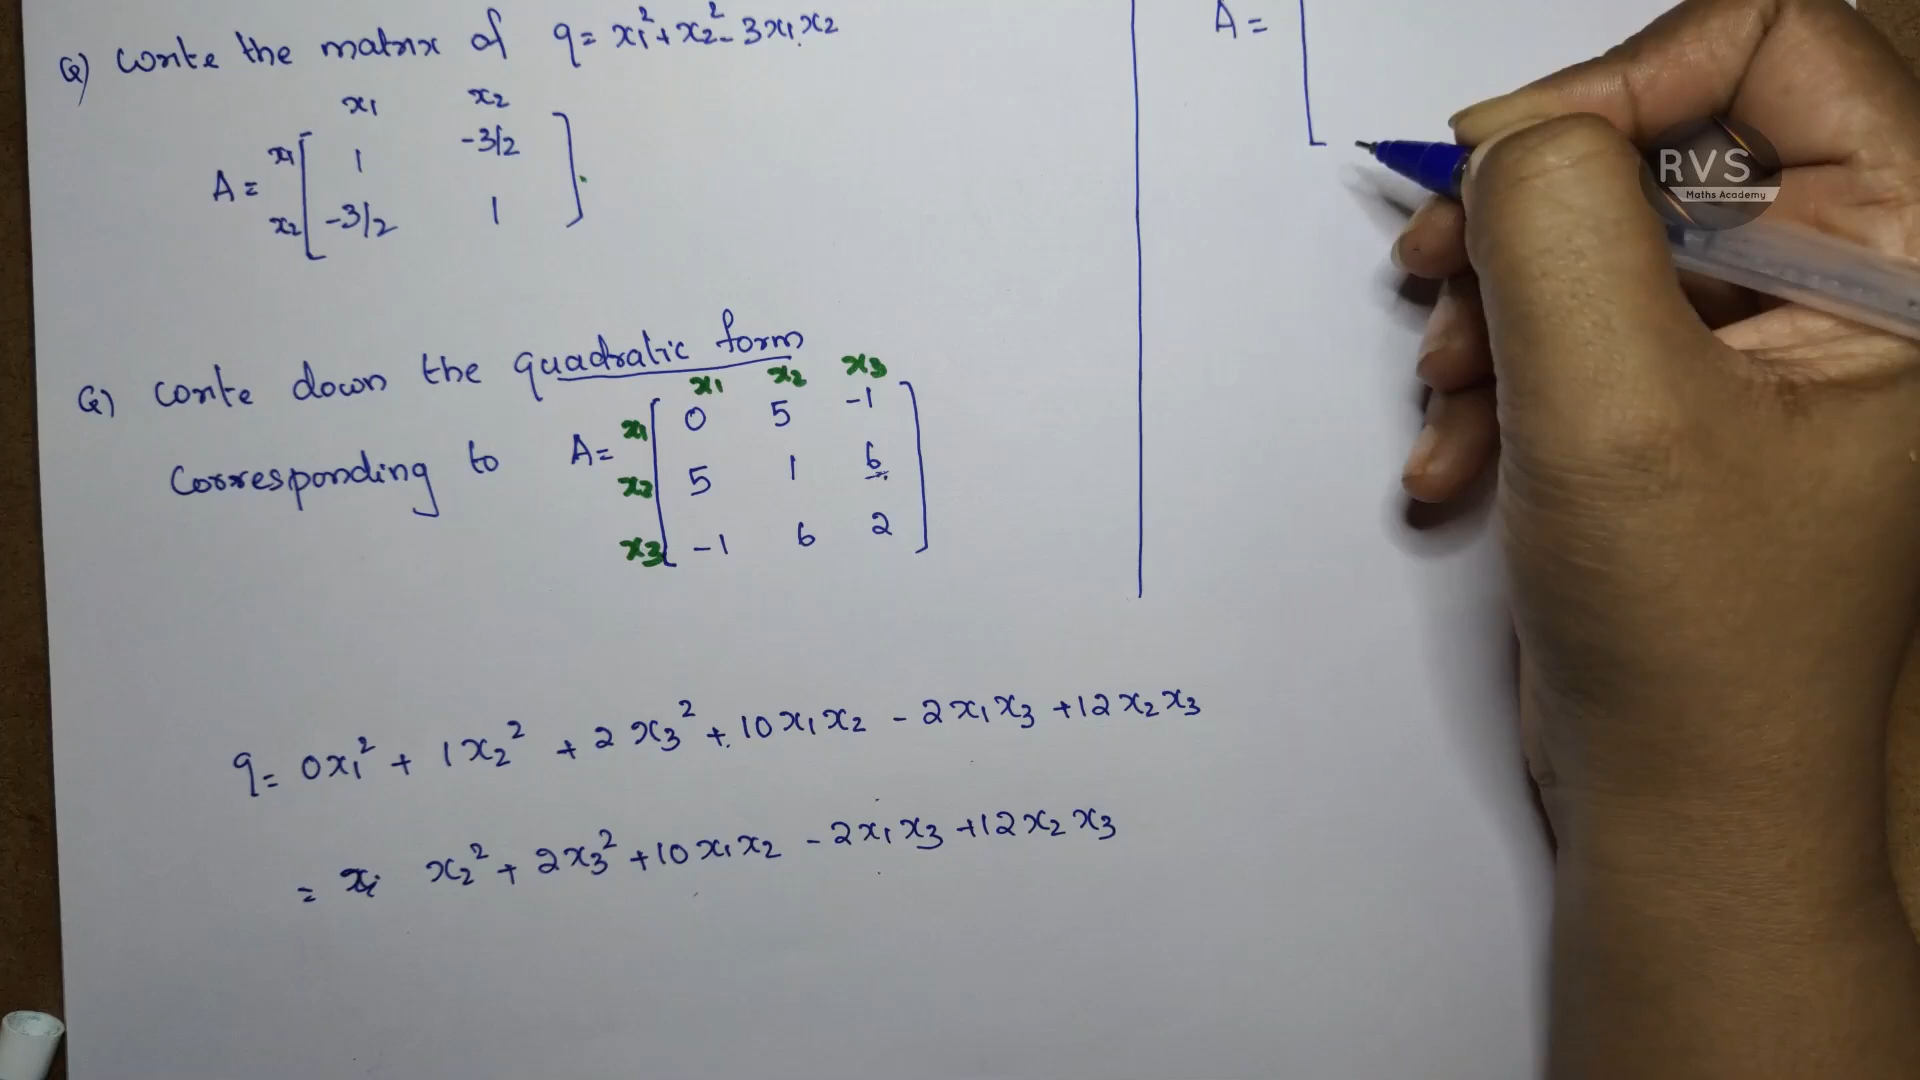 Q) Write the matrix of q = x₁² + x₂² - 3x₁x₂
x₁ x₂
A = x₁ [ 1 -3/2 ]
x₂ [ -3/2 1 ]
Q) Write down the quadratic form
Corresponding to A =
x₁ x₂ x₃
x₁ [ 0 5 -1 ]
x₂ [ 5 1 6 ]
x₃ [ -1 6 2 ]
q = 0x₁² + 1x₂² + 2x₃² + 10x₁x₂ - 2x₁x₃ + 12x₂x₃
= x₂² + 2x₃² + 10x₁x₂ - 2x₁x₃ + 12x₂x₃
A = [
RVS
Maths Academy